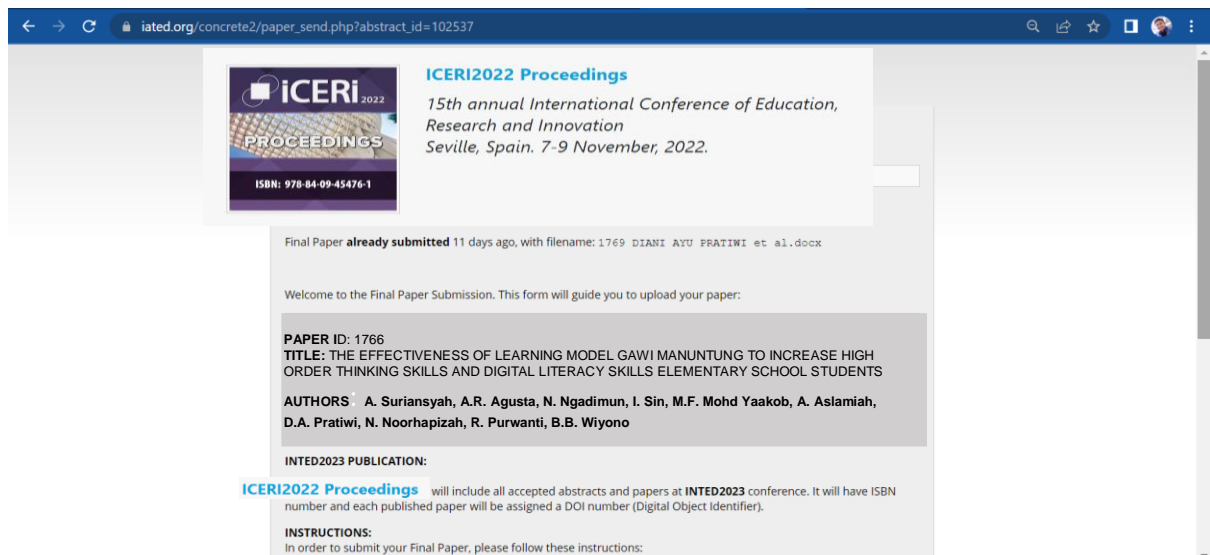 iated.org/concrete2/paper_send.php?abstract_id=102537
iCERi 2022
PROCEEDINGS
ISBN: 978-84-09-45476-1
ICERI2022 Proceedings
15th annual International Conference of Education,
Research and Innovation
Seville, Spain. 7-9 November, 2022.
Final Paper already submitted 11 days ago, with filename: 1769 DIANI AYU PRATIWI et al.docx
Welcome to the Final Paper Submission. This form will guide you to upload your paper:
PAPER ID: 1766
TITLE: THE EFFECTIVENESS OF LEARNING MODEL GAWI MANUNTUNG TO INCREASE HIGH
ORDER THINKING SKILLS AND DIGITAL LITERACY SKILLS ELEMENTARY SCHOOL STUDENTS
AUTHORS : A. Suriansyah, A.R. Agusta, N. Ngadimun, I. Sin, M.F. Mohd Yaakob, A. Aslamiah,
D.A. Pratiwi, N. Noorhapizah, R. Purwanti, B.B. Wiyono
INTED2023 PUBLICATION:
ICERI2022 Proceedings will include all accepted abstracts and papers at INTED2023 conference. It will have ISBN
number and each published paper will be assigned a DOI number (Digital Object Identifier).
INSTRUCTIONS:
In order to submit your Final Paper, please follow these instructions: